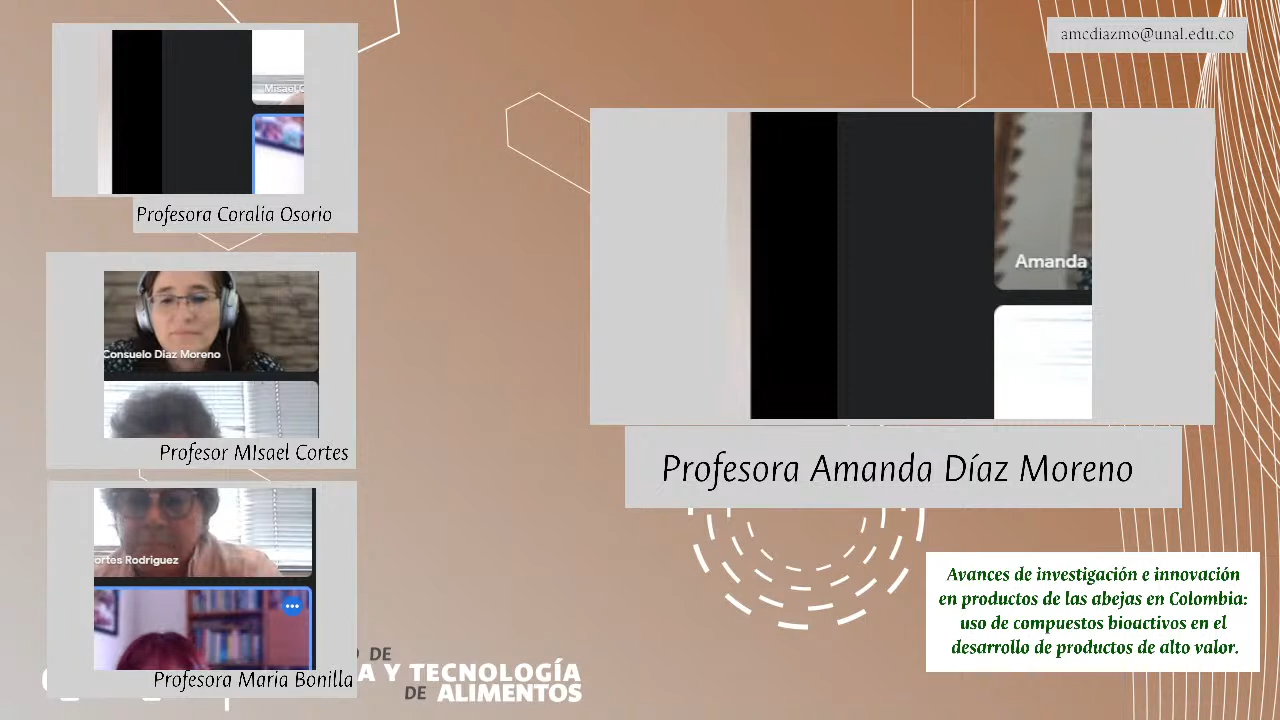 amcdiazmo@unal.edu.co
Misael C
Profesora Coralia Osorio
Amanda
Consuelo Diaz Moreno
Profesor MIsael Cortes
Profesora Amanda Díaz Moreno
ortes Rodriguez
Avances de investigación e innovación
en productos de las abejas en Colombia:
uso de compuestos bioactivos en el
desarrollo de productos de alto valor.
Profesora Maria Bonilla
DE
A Y TECNOLOGÍA
DE ALIMENTOS